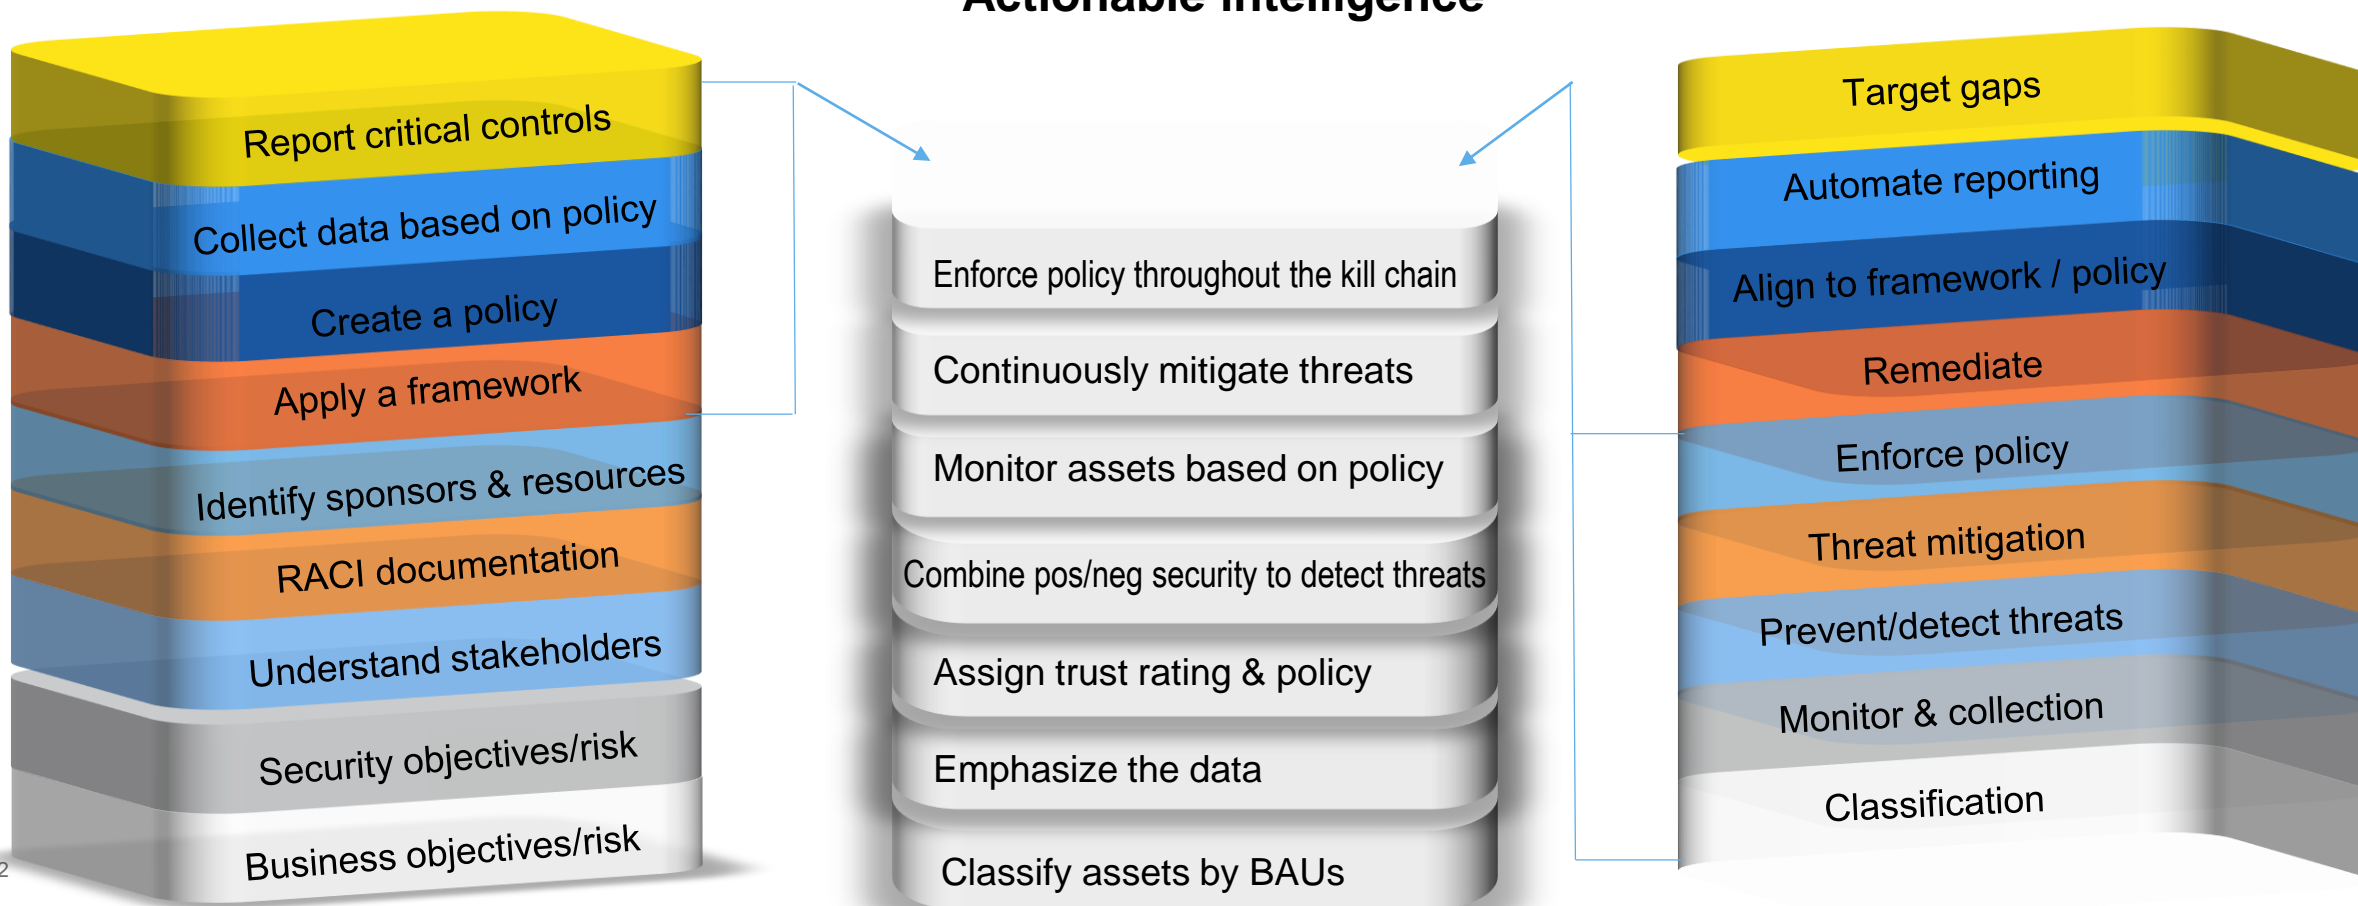 Actionable Intelligence
Report critical controls
Collect data based on policy
Create a policy
Apply a framework
Identify sponsors & resources
RACI documentation
Understand stakeholders
Security objectives/risk
Business objectives/risk
2
Enforce policy throughout the kill chain
Continuously mitigate threats
Monitor assets based on policy
Combine pos/neg security to detect threats
Assign trust rating & policy
Emphasize the data
Classify assets by BAUs
Target gaps
Automate reporting
Align to framework / policy
Remediate
Enforce policy
Threat mitigation
Prevent/detect threats
Monitor & collection
Classification